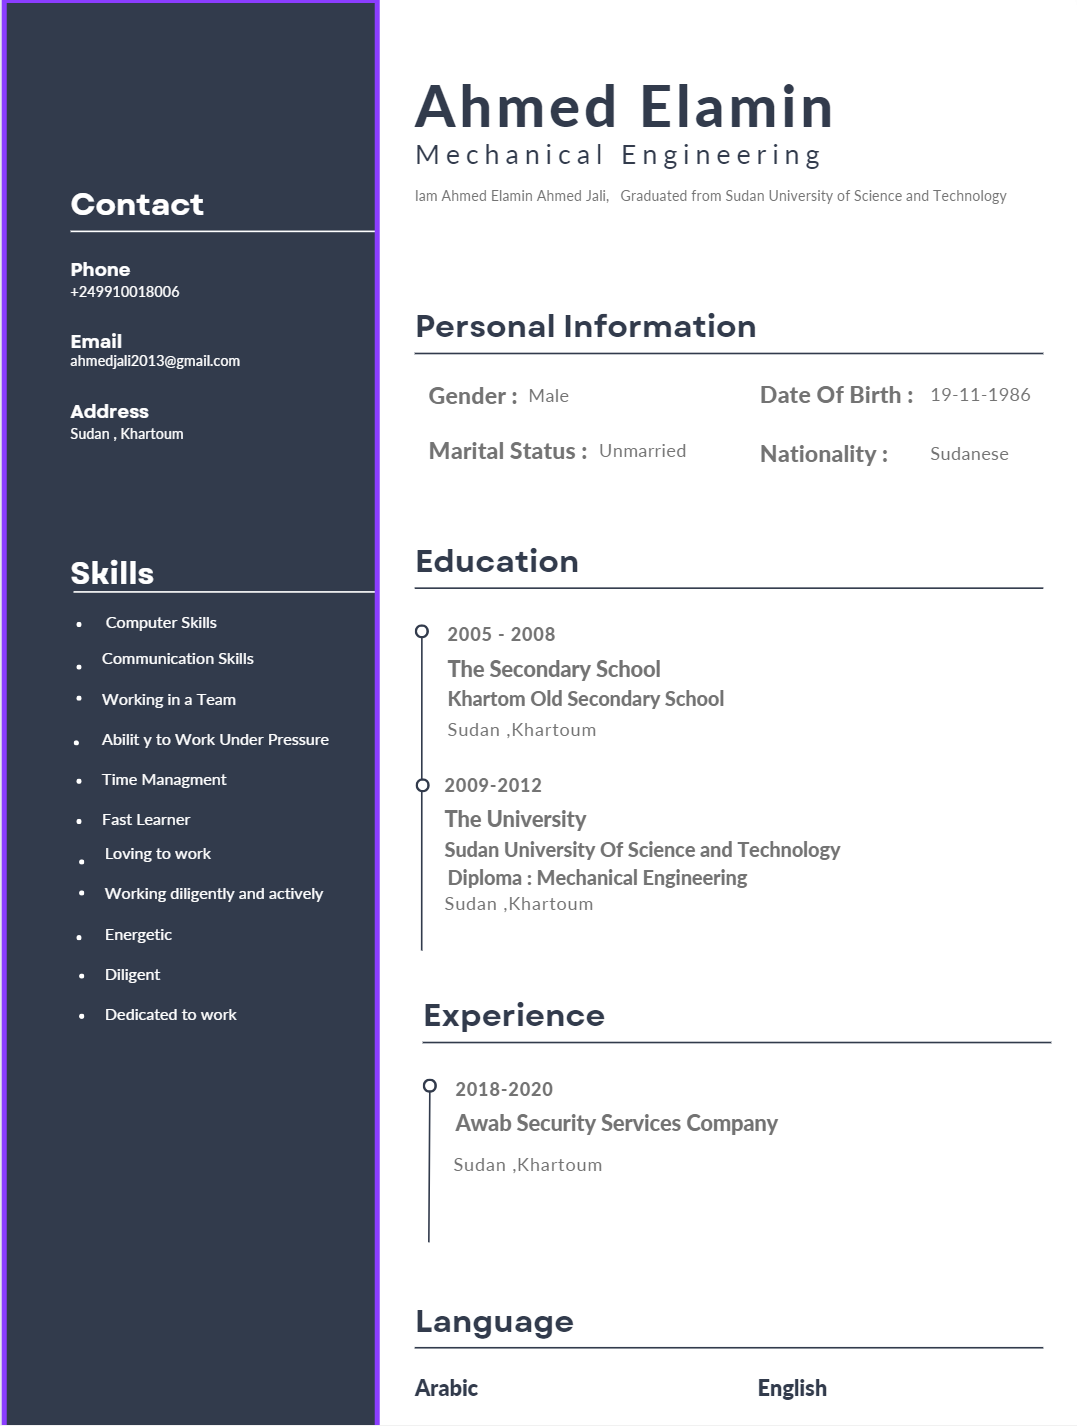 Contact
Phone
+249910018006
Email
ahmedjali2013@gmail.com
Address
Sudan , Khartoum
Skills
• Computer Skills
• Communication Skills
• Working in a Team
• Abilit y to Work Under Pressure
• Time Managment
• Fast Learner
• Loving to work
• Working diligently and actively
• Energetic
• Diligent
• Dedicated to work
Ahmed Elamin
Mechanical Engineering
Iam Ahmed Elamin Ahmed Jali, Graduated from Sudan University of Science and Technology
Personal Information
Gender : Male Date Of Birth : 19-11-1986
Marital Status : Unmarried Nationality : Sudanese
Education
2005 - 2008
The Secondary School
Khartom Old Secondary School
Sudan ,Khartoum
2009-2012
The University
Sudan University Of Science and Technology
Diploma : Mechanical Engineering
Sudan ,Khartoum
Experience
2018-2020
Awab Security Services Company
Sudan ,Khartoum
Language
Arabic English